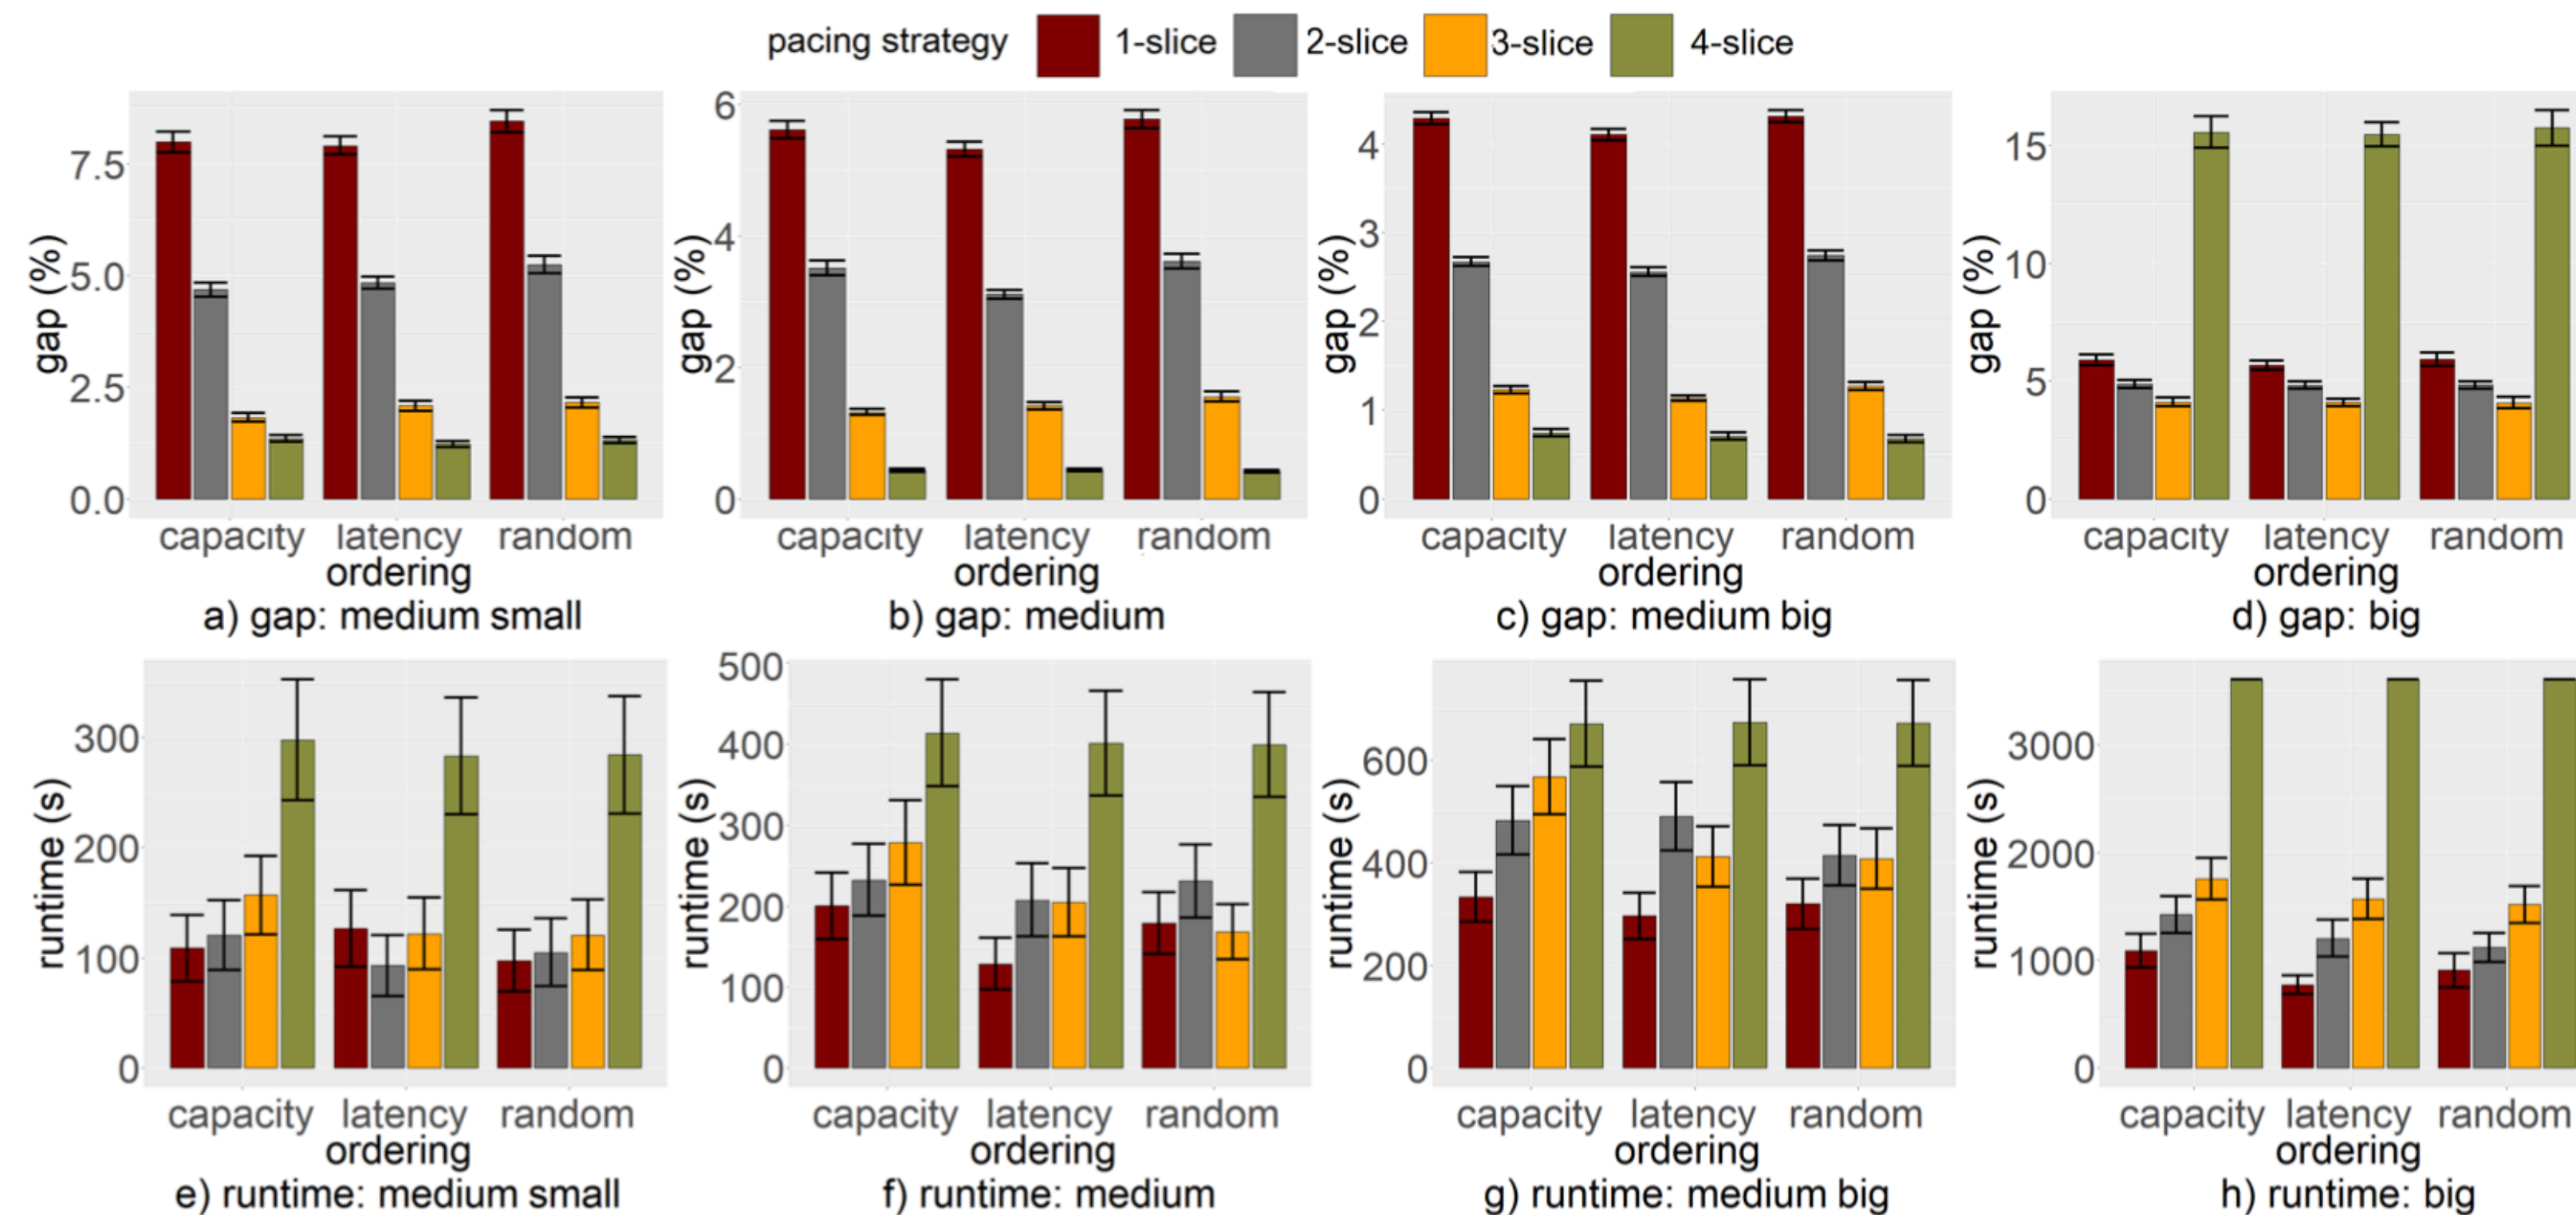 pacing strategy 1-slice 2-slice 3-slice 4-slice
gap (%)
7.5
5.0
2.5
0.0
capacity latency random
ordering
a) gap: medium small
gap (%)
6
4
2
0
capacity latency random
ordering
b) gap: medium
gap (%)
4
3
2
1
0
capacity latency random
ordering
c) gap: medium big
gap (%)
15
10
5
0
capacity latency random
ordering
d) gap: big
runtime (s)
300
200
100
0
capacity latency random
ordering
e) runtime: medium small
runtime (s)
500
400
300
200
100
0
capacity latency random
ordering
f) runtime: medium
runtime (s)
600
400
200
0
capacity latency random
ordering
g) runtime: medium big
runtime (s)
3000
2000
1000
0
capacity latency random
ordering
h) runtime: big